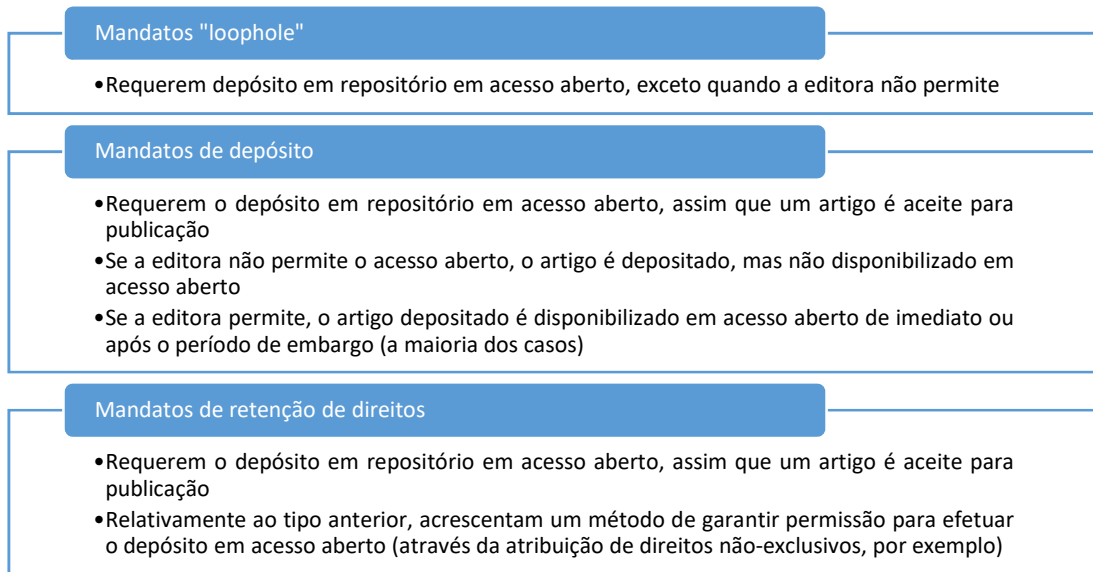 Mandatos "loophole"
•Requerem depósito em repositório em acesso aberto, exceto quando a editora não permite
Mandatos de depósito
•Requerem o depósito em repositório em acesso aberto, assim que um artigo é aceite para
publicação
•Se a editora não permite o acesso aberto, o artigo é depositado, mas não disponibilizado em
acesso aberto
•Se a editora permite, o artigo depositado é disponibilizado em acesso aberto de imediato ou
após o período de embargo (a maioria dos casos)
Mandatos de retenção de direitos
•Requerem o depósito em repositório em acesso aberto, assim que um artigo é aceite para
publicação
•Relativamente ao tipo anterior, acrescentam um método de garantir permissão para efetuar
o depósito em acesso aberto (através da atribuição de direitos não-exclusivos, por exemplo)